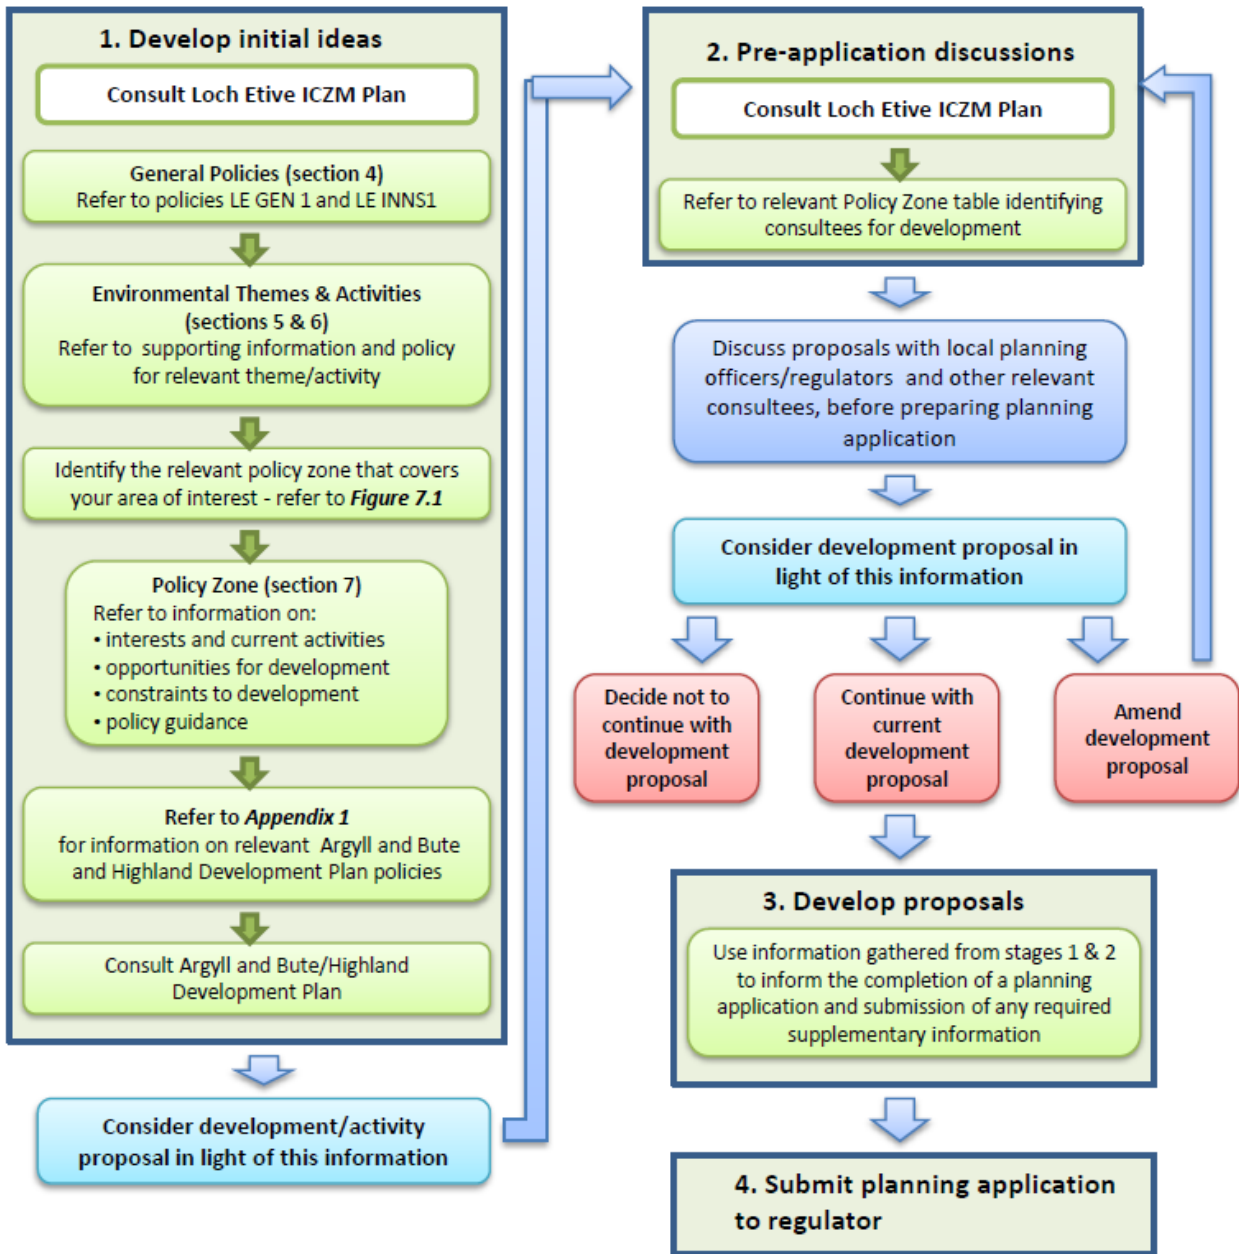 1. Develop initial ideas
Consult Loch Etive ICZM Plan
General Policies (section 4)
Refer to policies LE GEN 1 and LE INNS1
Environmental Themes & Activities
(sections 5 & 6)
Refer to supporting information and policy
for relevant theme/activity
Identify the relevant policy zone that covers
your area of interest - refer to Figure 7.1
Policy Zone (section 7)
Refer to information on:
• interests and current activities
• opportunities for development
• constraints to development
• policy guidance
Refer to Appendix 1
for information on relevant Argyll and Bute
and Highland Development Plan policies
Consult Argyll and Bute/Highland
Development Plan
Consider development/activity
proposal in light of this information
2. Pre-application discussions
Consult Loch Etive ICZM Plan
Refer to relevant Policy Zone table identifying
consultees for development
Discuss proposals with local planning
officers/regulators and other relevant
consultees, before preparing planning
application
Consider development proposal in
light of this information
Decide not to
continue with
development
proposal
Continue with
current
development
proposal
Amend
development
proposal
3. Develop proposals
Use information gathered from stages 1 & 2
to inform the completion of a planning
application and submission of any required
supplementary information
4. Submit planning application
to regulator